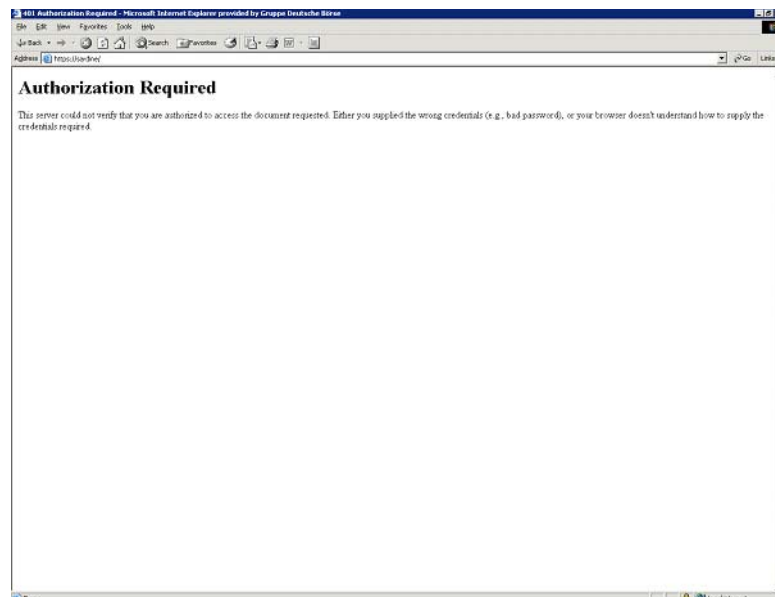 401 Authorization Required - Microsoft Internet Explorer provided by Gruppe Deutsche Börse
File Edit View Favorites Tools Help
Back Search Favorites
Address Go Links
Authorization Required
This server could not verify that you are authorized to access the document requested. Either you supplied the wrong credentials (e.g., bad password), or your browser doesn't understand how to supply the
credentials required.